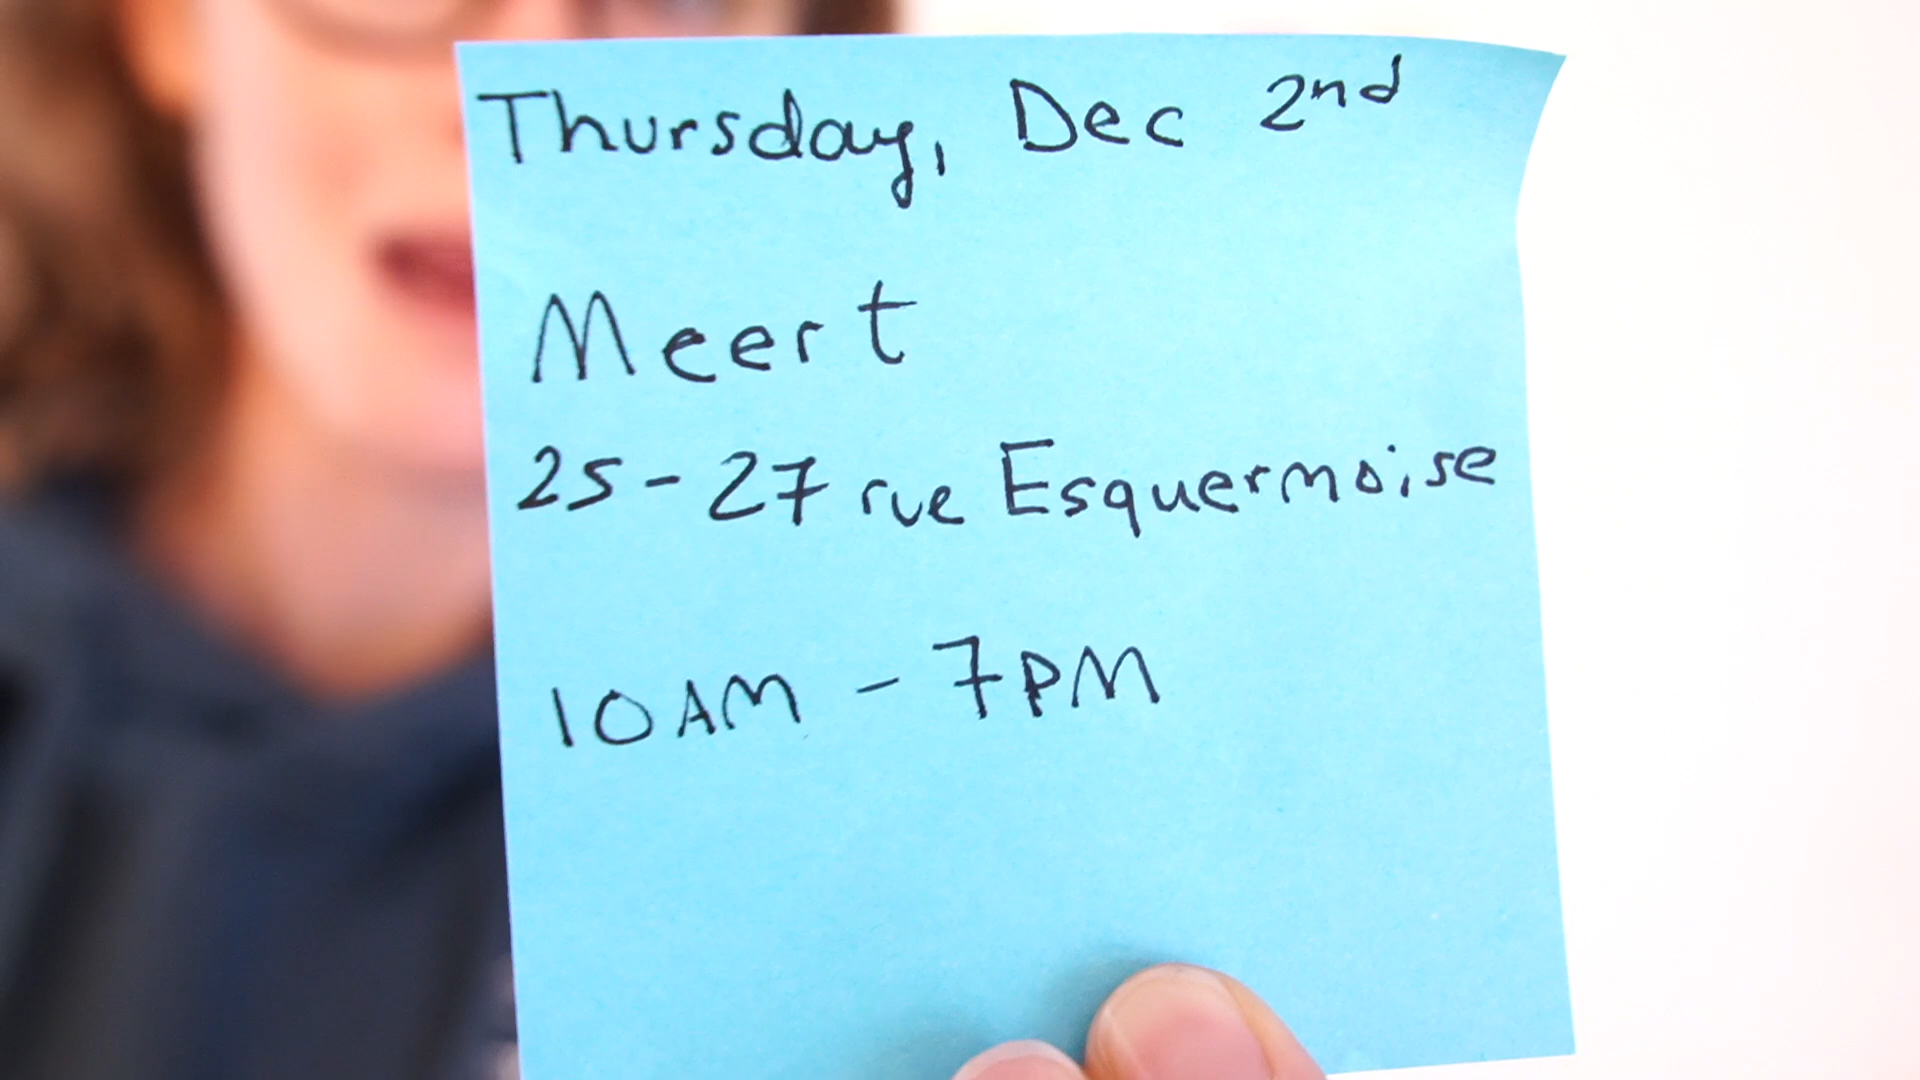 Thursday, Dec 2nd
Meert
25-27 rue Esquermoise
10AM - 7PM